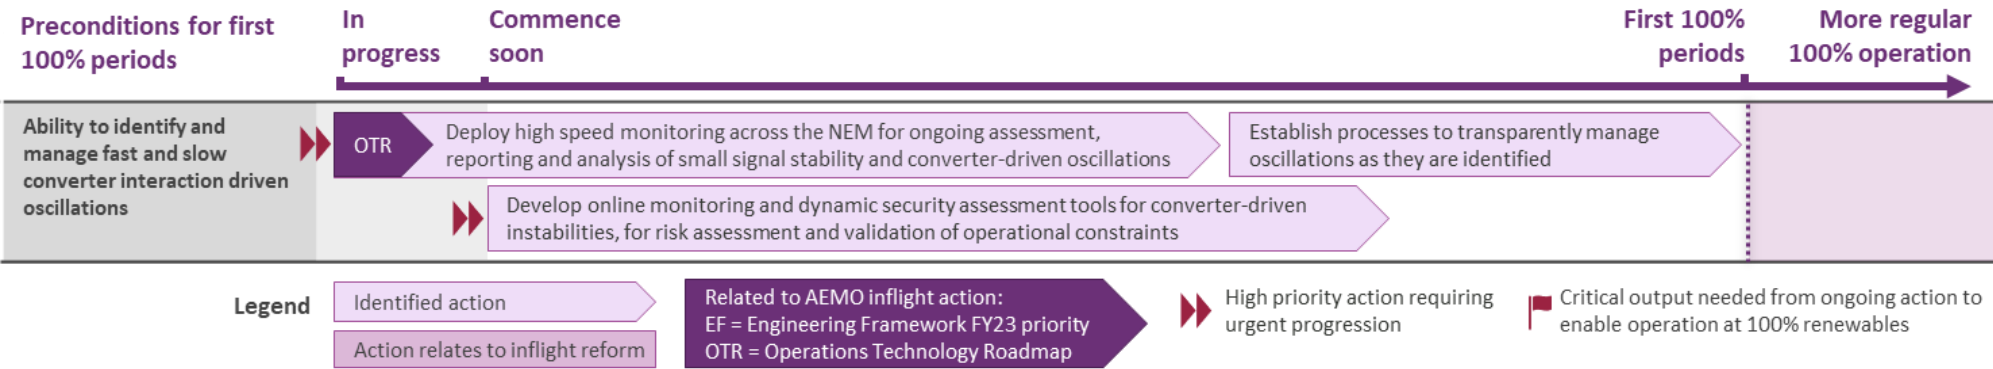 Preconditions for first
100% periods
In
progress
Commence
soon
First 100%
periods
More regular
100% operation
Ability to identify and
manage fast and slow
converter interaction driven
oscillations
OTR
Deploy high speed monitoring across the NEM for ongoing assessment,
reporting and analysis of small signal stability and converter-driven oscillations
Establish processes to transparently manage
oscillations as they are identified
Develop online monitoring and dynamic security assessment tools for converter-driven
instabilities, for risk assessment and validation of operational constraints
Legend
Identified action
Action relates to inflight reform
Related to AEMO inflight action:
EF = Engineering Framework FY23 priority
OTR = Operations Technology Roadmap
High priority action requiring
urgent progression
Critical output needed from ongoing action to
enable operation at 100% renewables